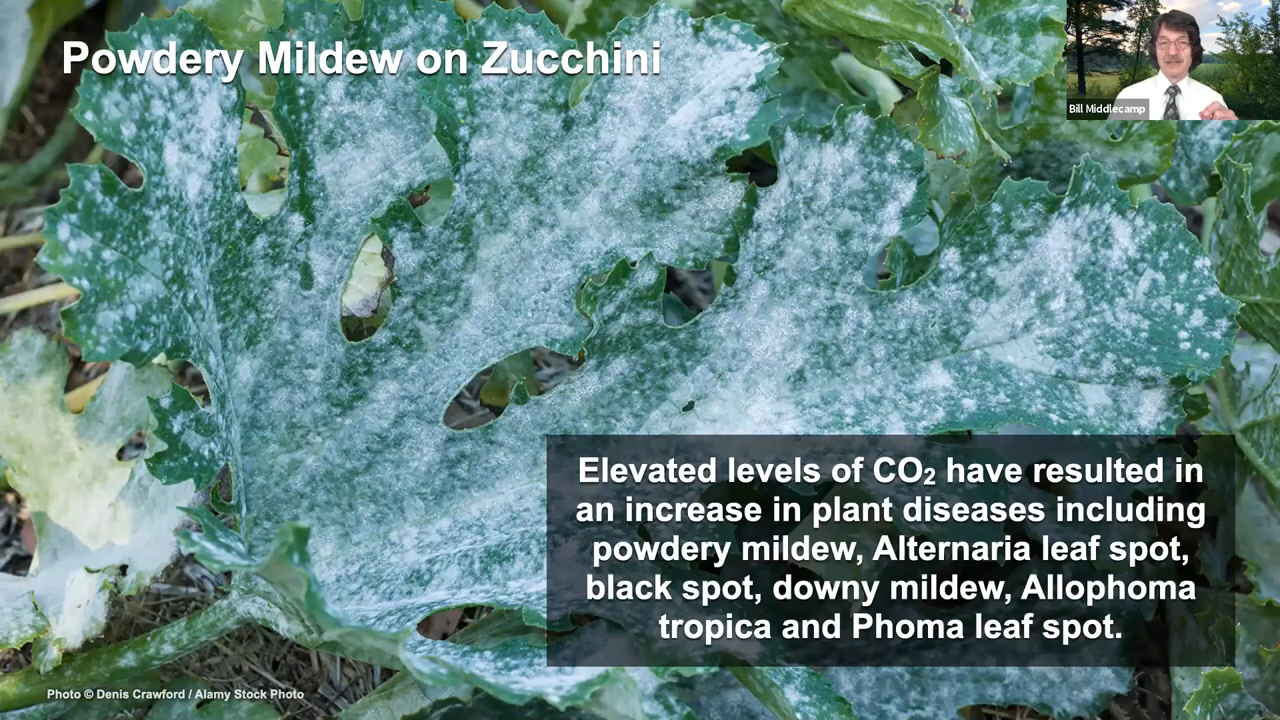 Powdery Mildew on Zucchini
Bill Middlecamp
Elevated levels of CO₂ have resulted in
an increase in plant diseases including
powdery mildew, Alternaria leaf spot,
black spot, downy mildew, Allophoma
tropica and Phoma leaf spot.
Photo © Denis Crawford / Alamy Stock Photo